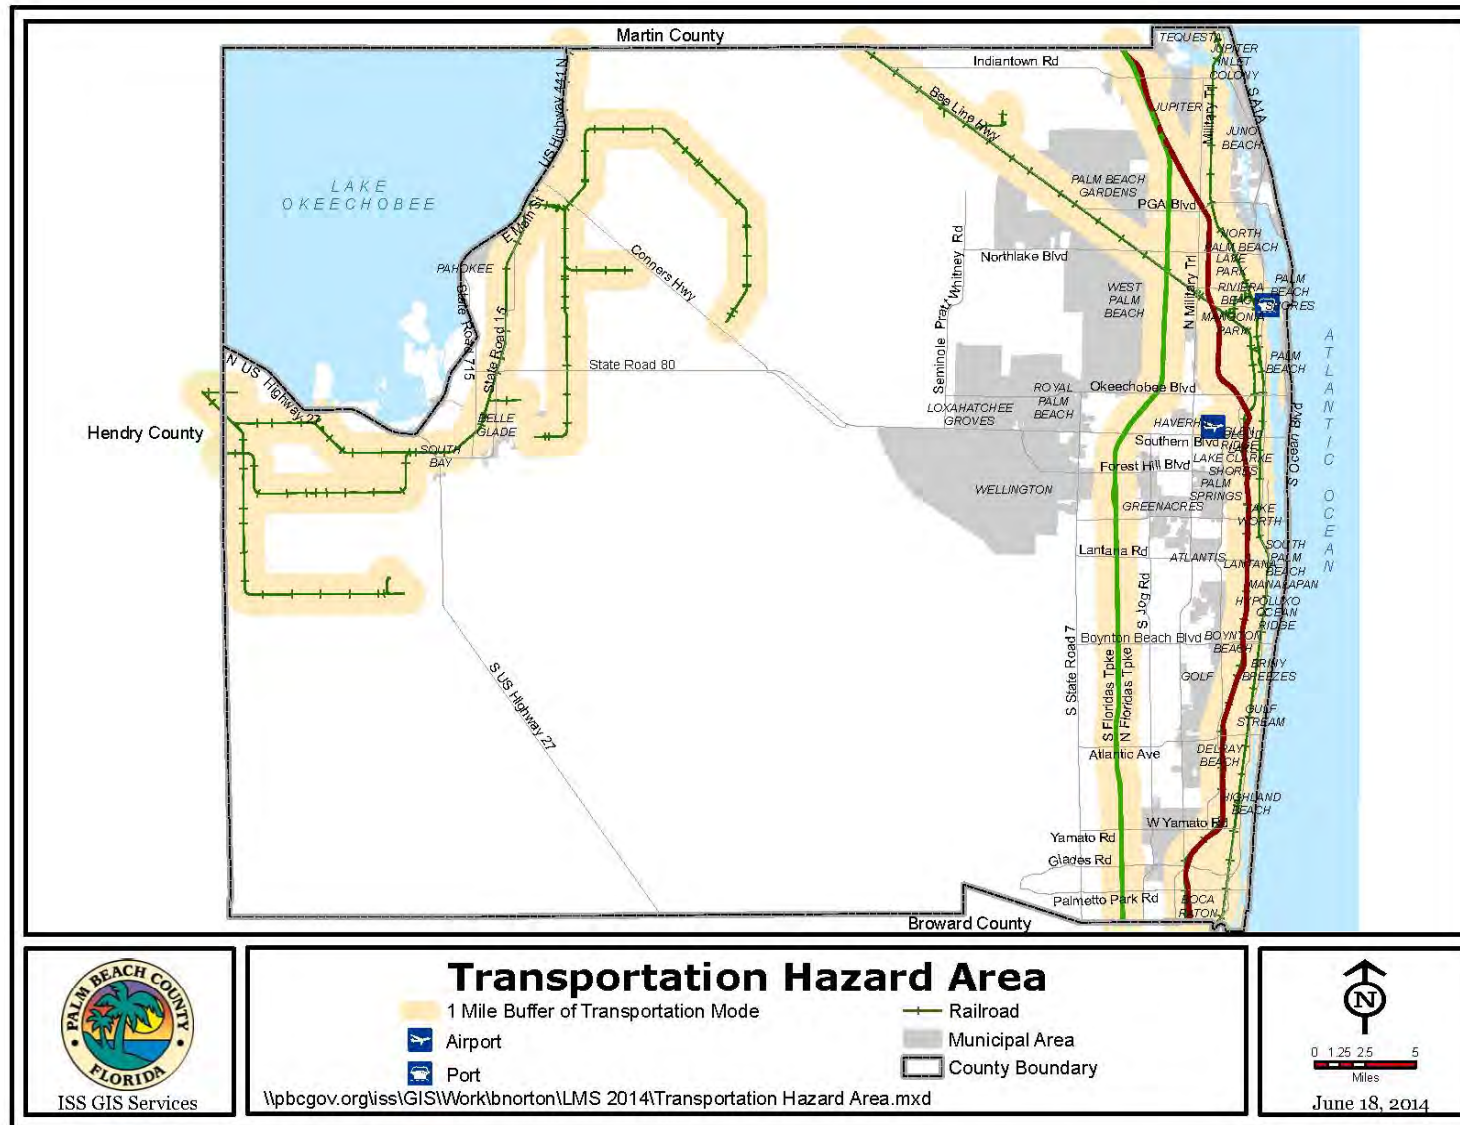 Martin County
TEQUESTA
JUPITER
INLET
COLONY
Indiantown Rd
US Highway 441 N
Bee Line Hwy
JUPITER
Military Trl
S A1A
JUNO
BEACH
LAKE
OKEECHOBEE
PALM BEACH
GARDENS
PGA Blvd
E Main St
NORTH
PALM BEACH
LAKE
PARK
Northlake Blvd
Seminole Pratt Whitney Rd
Conners Hwy
PAHOKEE
State Road 715
State Road 15
WEST
PALM
BEACH
N Military Trl
RIVIERA
BEACH
PALM
BEACH
SHORES
MANGONIA
PARK
ATLANTIC OCEAN
N US Highway 27
State Road 80
PALM
BEACH
Okeechobee Blvd
ROYAL
PALM
BEACH
LOXAHATCHEE
GROVES
Hendry County
BELLE
GLADE
SOUTH
BAY
HAVERHILL
GLEN
RIDGE
Southern Blvd
S Ocean Blvd
LAKE CLARKE
SHORES
Forest Hill Blvd
PALM
SPRINGS
WELLINGTON
GREENACRES
LAKE
WORTH
Lantana Rd
ATLANTIS
LANTANA
SOUTH
PALM
BEACH
MANALAPAN
S Jog Rd
HYPOLUXO
OCEAN
RIDGE
S State Road 7
Boynton Beach Blvd
BOYNTON
BEACH
S US Highway 27
S Floridas Tpke
N Floridas Tpke
GOLF
BRINY
BREEZES
GULF
STREAM
Atlantic Ave
DELRAY
BEACH
HIGHLAND
BEACH
W Yamato Rd
Yamato Rd
Glades Rd
Palmetto Park Rd
BOCA
RATON
Broward County
PALM BEACH COUNTY
FLORIDA
ISS GIS Services
Transportation Hazard Area
1 Mile Buffer of Transportation Mode
Airport
Port
Railroad
Municipal Area
County Boundary
\\pbcgov.org\iss\GIS\Work\bnorton\LMS 2014\Transportation Hazard Area.mxd
N
0 1.25 2.5 5
Miles
June 18, 2014